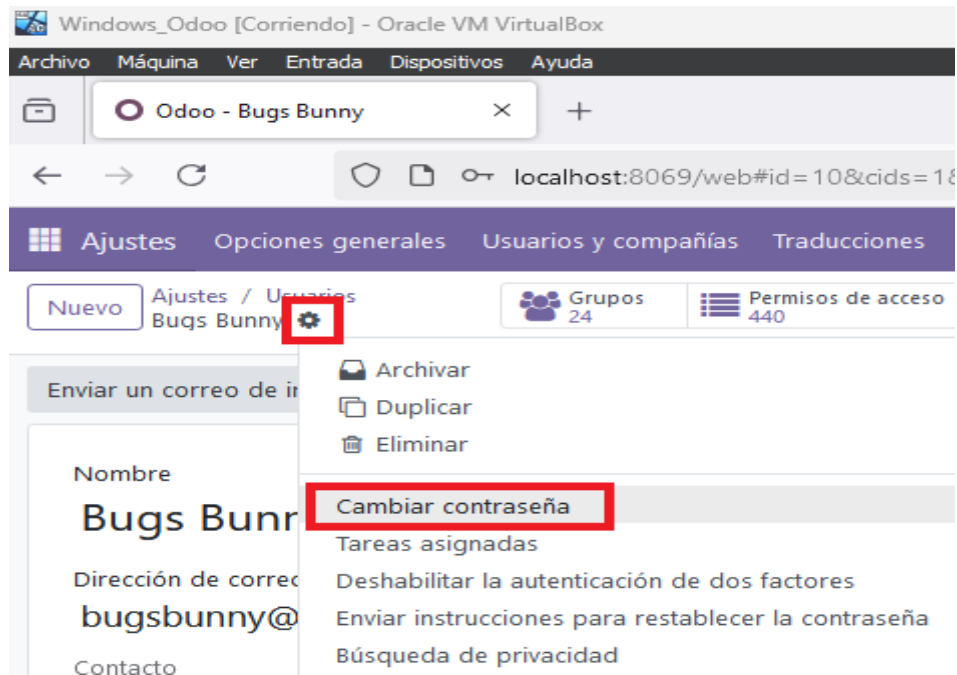 Windows_Odoo [Corriendo] - Oracle VM VirtualBox
Archivo Máquina Ver Entrada Dispositivos Ayuda
Odoo - Bugs Bunny
localhost:8069/web#id=10&cids=1&
Ajustes Opciones generales Usuarios y compañías Traducciones
Nuevo Ajustes / Usuarios Grupos Permisos de acceso
Bugs Bunny 24 440
Archivar
Enviar un correo de in
Duplicar
Eliminar
Nombre
Cambiar contraseña
Bugs Bunn
Tareas asignadas
Dirección de correo Deshabilitar la autenticación de dos factores
bugsbunny@ Enviar instrucciones para restablecer la contraseña
Contacto Búsqueda de privacidad